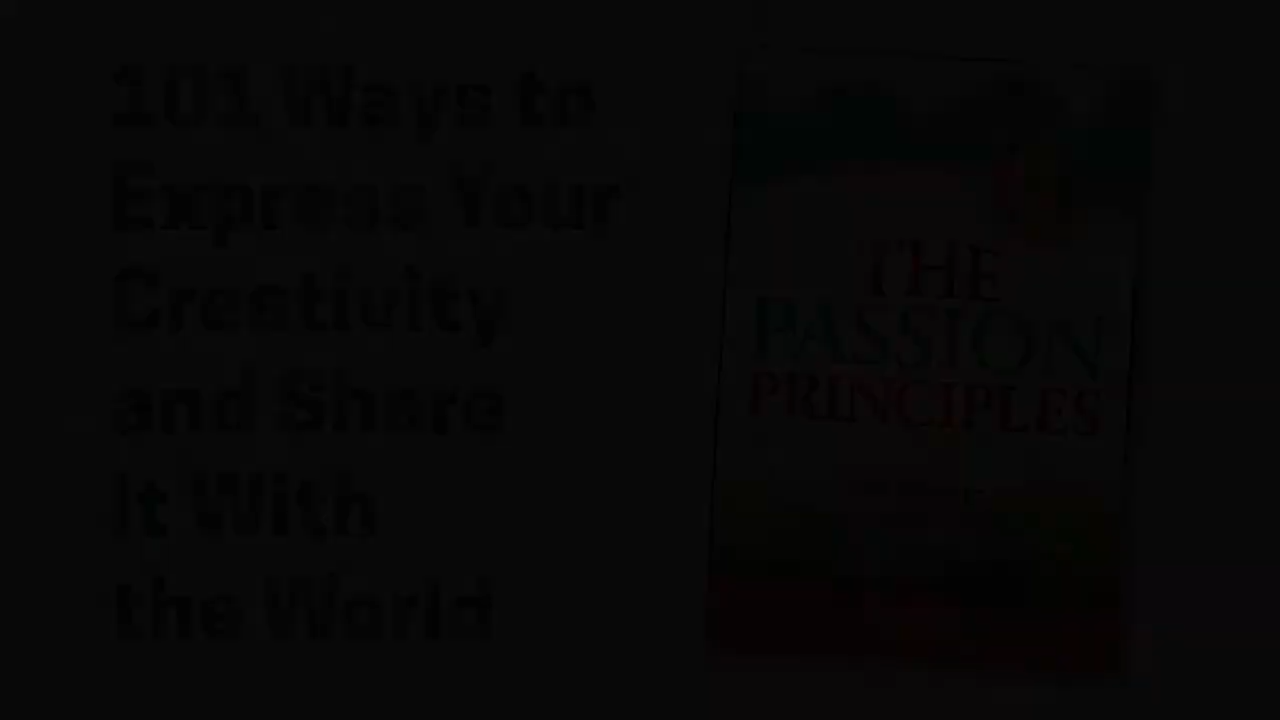 101 Ways to
Express Your
Creativity
and Share
It With
the World
THE
PASSION
PRINCIPLES